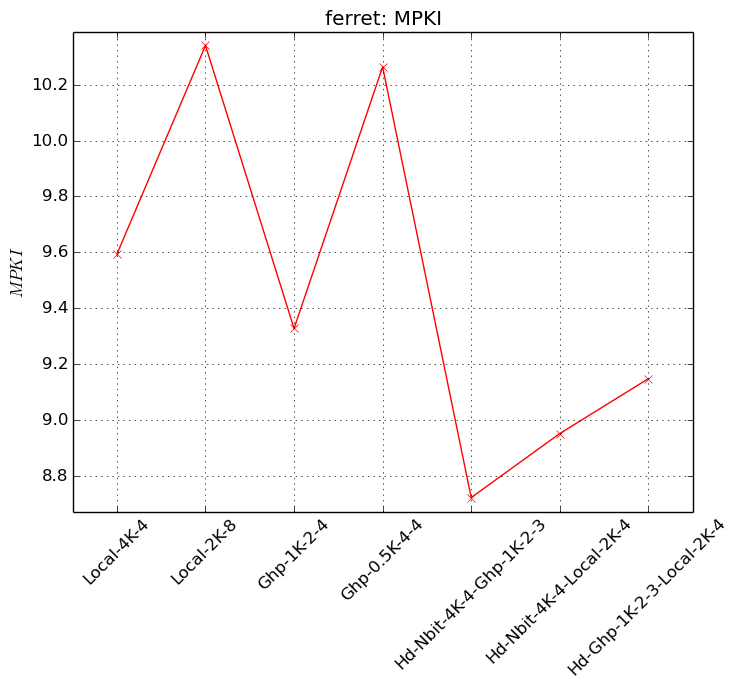 ferret: MPKI
MPKI
10.2
10.0
9.8
9.6
9.4
9.2
9.0
8.8
Local-4K-4
Local-2K-8
Ghp-1K-2-4
Ghp-0.5K-4-4
Hd-Nbit-4K-4-Ghp-1K-2-3
Hd-Nbit-4K-4-Local-2K-4
Hd-Ghp-1K-2-3-Local-2K-4